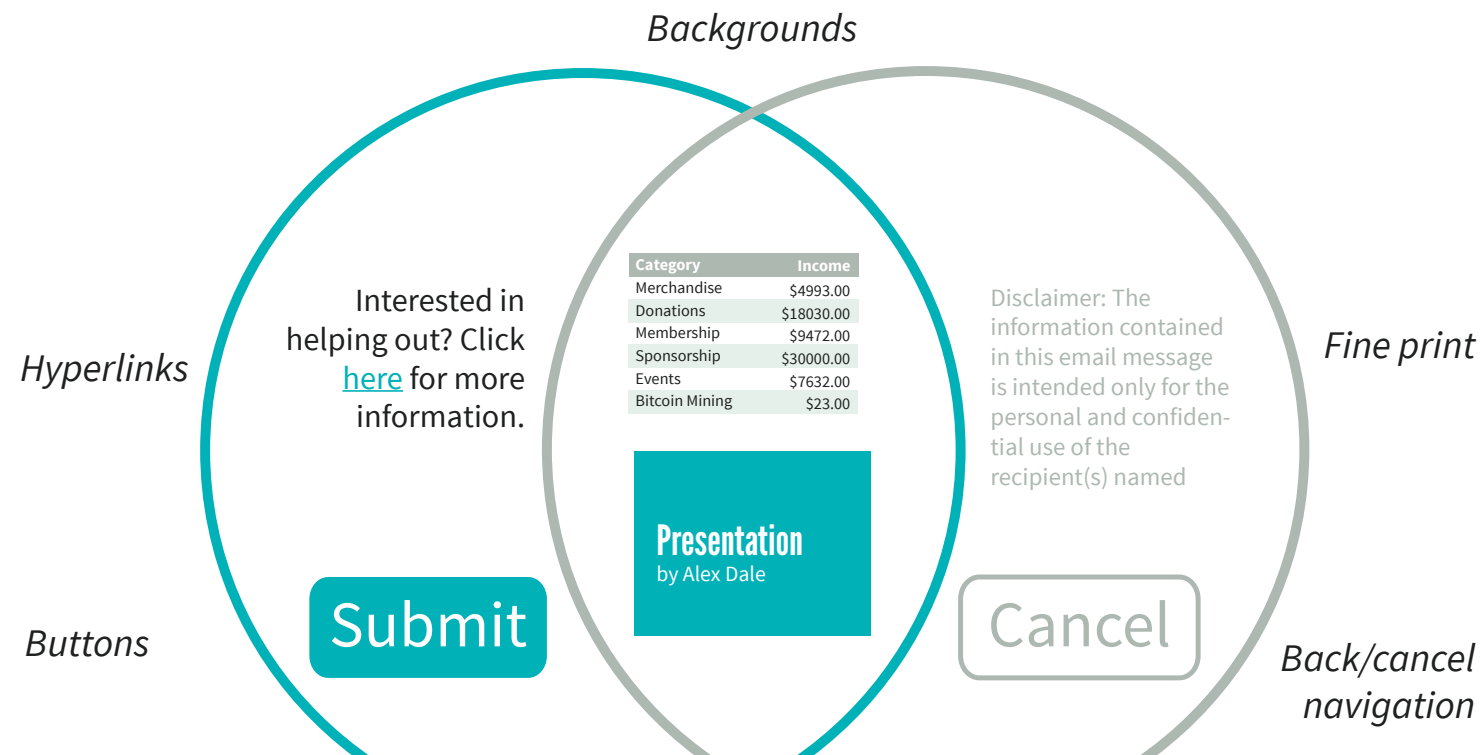 Backgrounds
Hyperlinks
Interested in
helping out? Click
here for more
information.
Category Income
Merchandise $4993.00
Donations $18030.00
Membership $9472.00
Sponsorship $30000.00
Events $7632.00
Bitcoin Mining $23.00
Disclaimer: The
information contained
in this email message
is intended only for the
personal and confiden-
tial use of the
recipient(s) named
Fine print
Presentation
by Alex Dale
Buttons
Submit
Cancel
Back/cancel
navigation